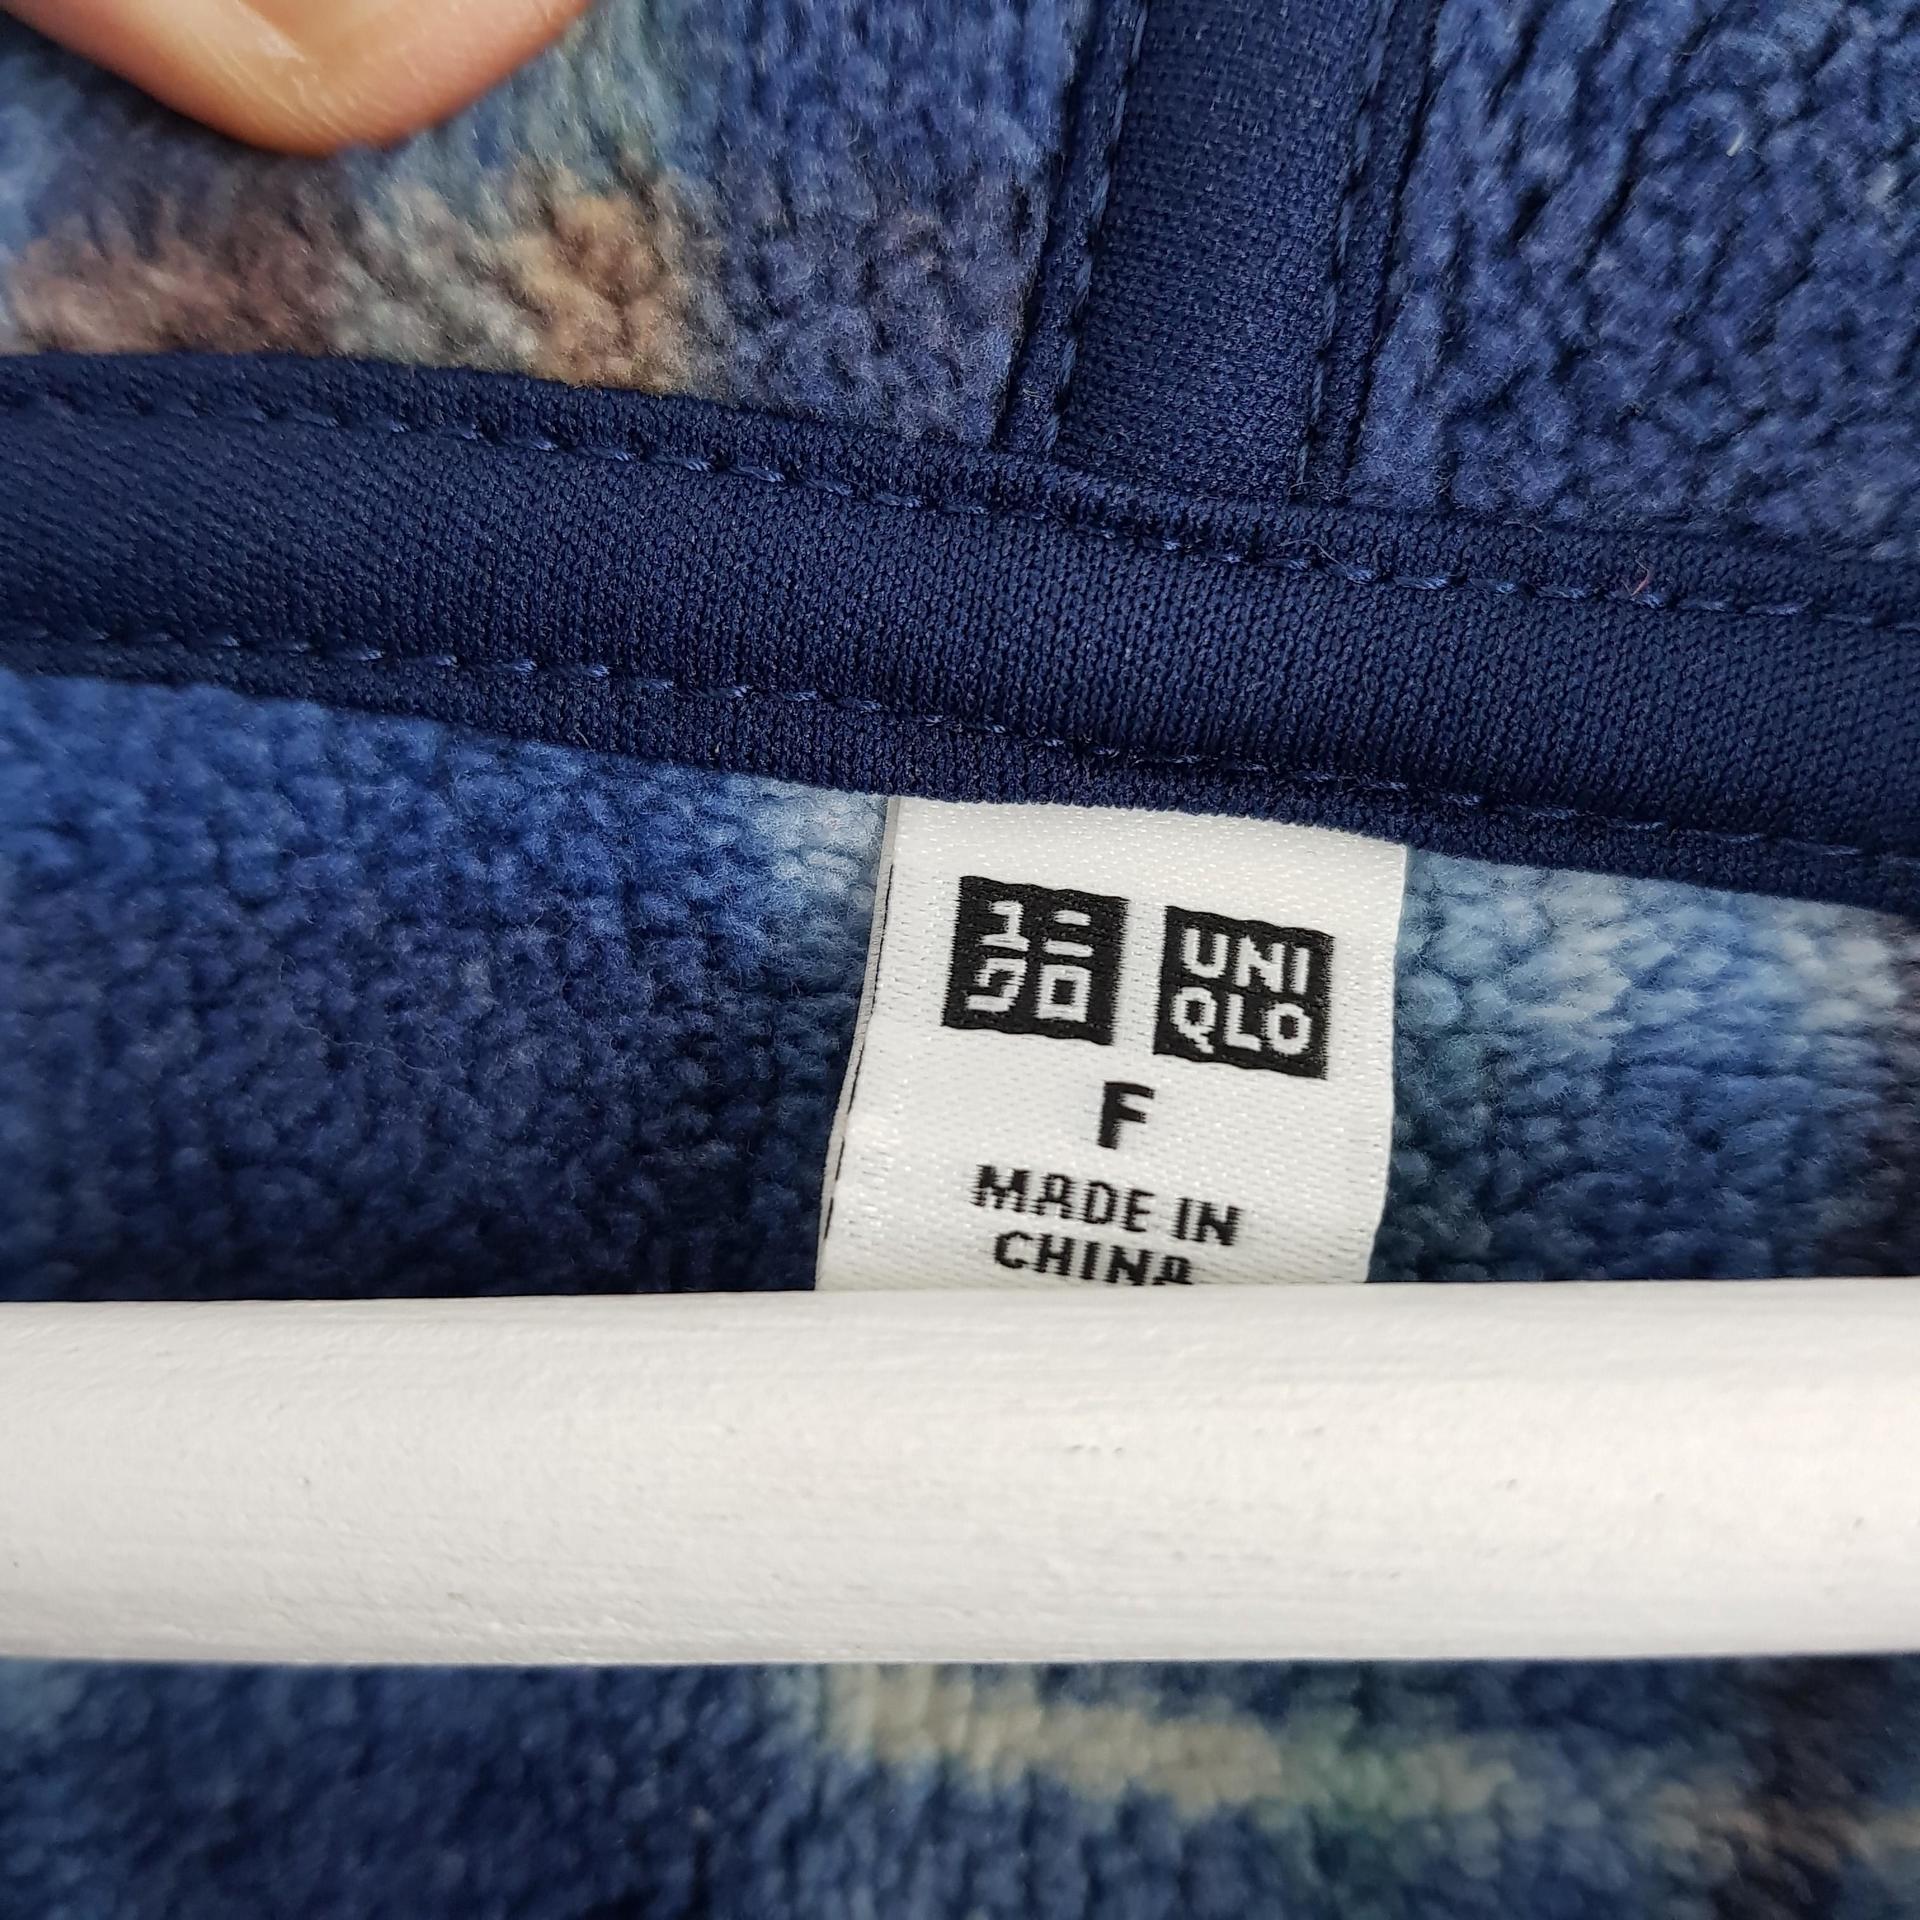 ユニ
クロ
UNI
QLO
F
MADE IN
CHINA